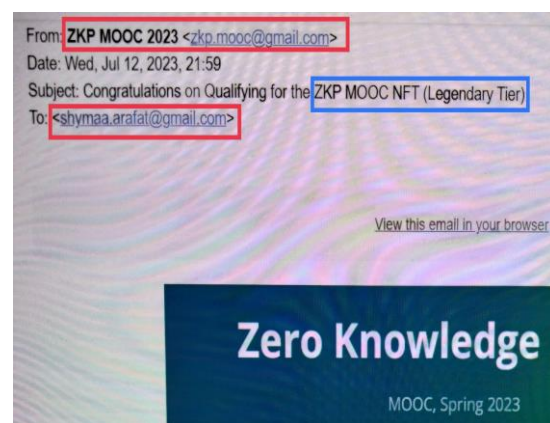 From: ZKP MOOC 2023 <zkp.mooc@gmail.com>
Date: Wed, Jul 12, 2023, 21:59
Subject: Congratulations on Qualifying for the ZKP MOOC NFT (Legendary Tier)
To: <shymaa.arafat@gmail.com>
View this email in your browser
Zero Knowledge
MOOC, Spring 2023